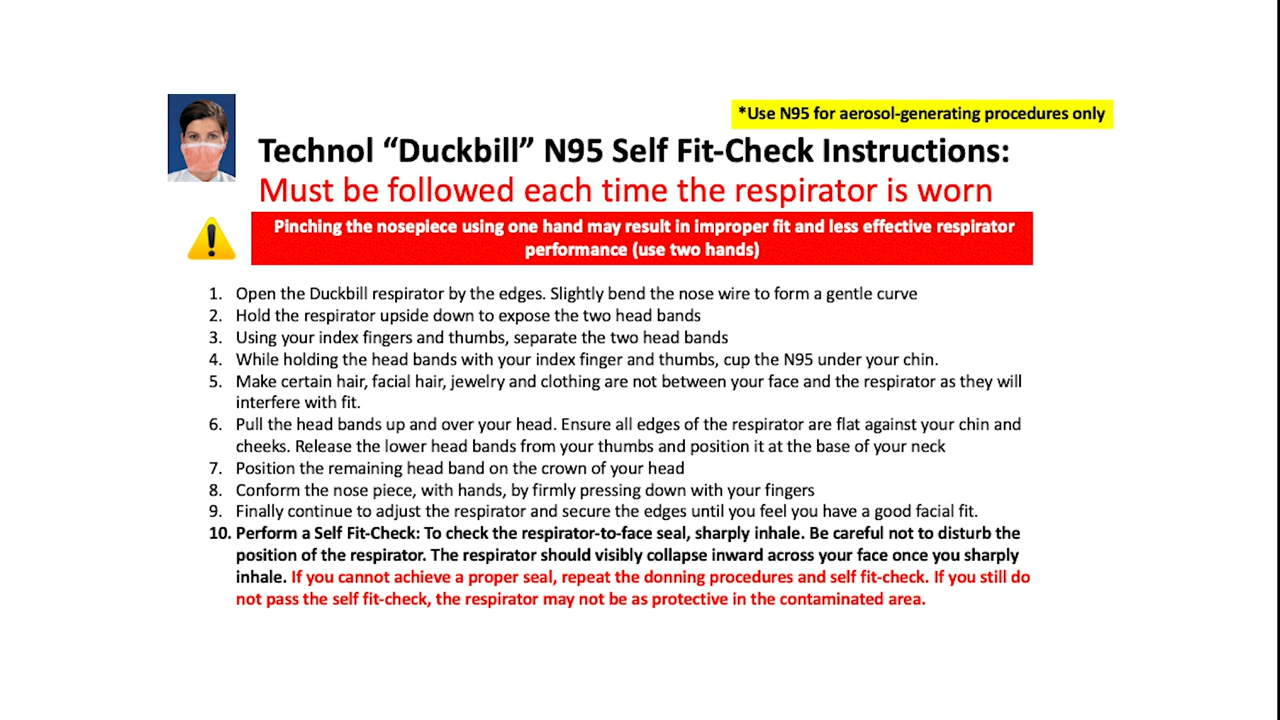 *Use N95 for aerosol-generating procedures only
Technol “Duckbill” N95 Self Fit-Check Instructions:
Must be followed each time the respirator is worn
Pinching the nosepiece using one hand may result in improper fit and less effective respirator
performance (use two hands)
1. Open the Duckbill respirator by the edges. Slightly bend the nose wire to form a gentle curve
2. Hold the respirator upside down to expose the two head bands
3. Using your index fingers and thumbs, separate the two head bands
4. While holding the head bands with your index finger and thumbs, cup the N95 under your chin.
5. Make certain hair, facial hair, jewelry and clothing are not between your face and the respirator as they will
interfere with fit.
6. Pull the head bands up and over your head. Ensure all edges of the respirator are flat against your chin and
cheeks. Release the lower head bands from your thumbs and position it at the base of your neck
7. Position the remaining head band on the crown of your head
8. Conform the nose piece, with hands, by firmly pressing down with your fingers
9. Finally continue to adjust the respirator and secure the edges until you feel you have a good facial fit.
10. Perform a Self Fit-Check: To check the respirator-to-face seal, sharply inhale. Be careful not to disturb the
position of the respirator. The respirator should visibly collapse inward across your face once you sharply
inhale. If you cannot achieve a proper seal, repeat the donning procedures and self fit-check. If you still do
not pass the self fit-check, the respirator may not be as protective in the contaminated area.